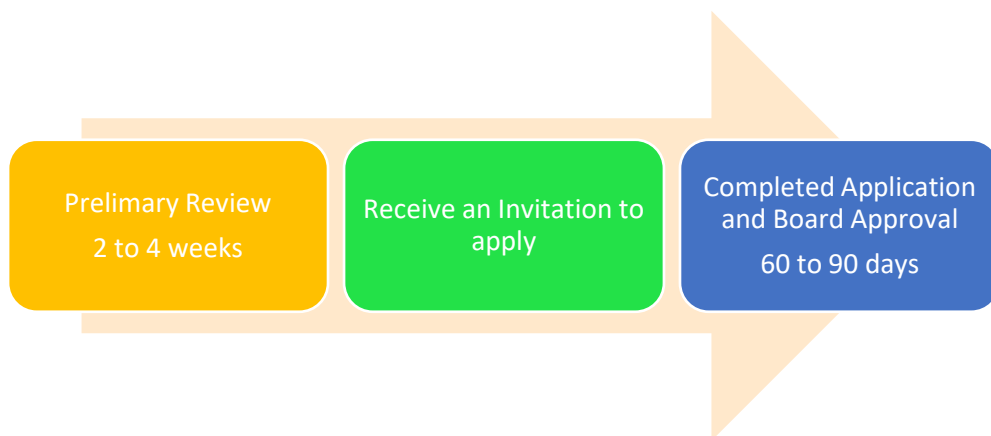 Prelimary Review
2 to 4 weeks
Receive an Invitation to
apply
Completed Application
and Board Approval
60 to 90 days